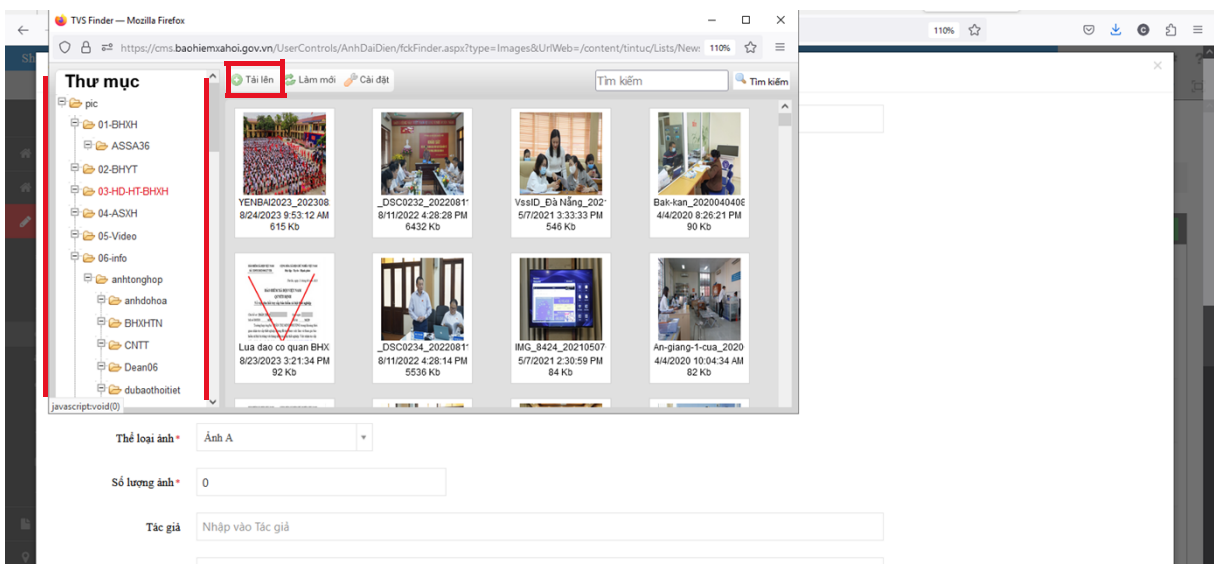 TVS Finder — Mozilla Firefox
https://cms.baohiemxahoi.gov.vn/UserControls/AnhDaiDien/fckFinder.aspx?type=Images&UrlWeb=/content/tintuc/Lists/News
110%
110%
Thư mục
Tải lên
Làm mới
Cài đặt
Tìm kiếm
Tìm kiếm
pic
01-BHXH
ASSA36
02-BHYT
03-HD-HT-BHXH
04-ASXH
05-Video
06-info
anhtonghop
anhdohoa
BHXHTN
CNTT
Dean06
dubaothoitiet
javascript:void(0)
YENBAI2023_202308
8/24/2023 9:53:12 AM
615 Kb
_DSC0232_2022081
8/11/2022 4:28:28 PM
6432 Kb
VssID_Đà Nẵng_202
5/7/2021 3:33:33 PM
546 Kb
Bak-kan_202004040
4/4/2020 8:26:21 PM
90 Kb
Lua dao co quan BHX
8/23/2023 3:21:34 PM
92 Kb
_DSC0234_2022081
8/11/2022 4:28:14 PM
5536 Kb
IMG_8424_20210507
5/7/2021 2:30:59 PM
84 Kb
An-giang-1-cua_2020
4/4/2020 10:04:34 AM
82 Kb
Thể loại ảnh *
Ảnh A
Số lượng ảnh *
0
Tác giả
Nhập vào Tác giả